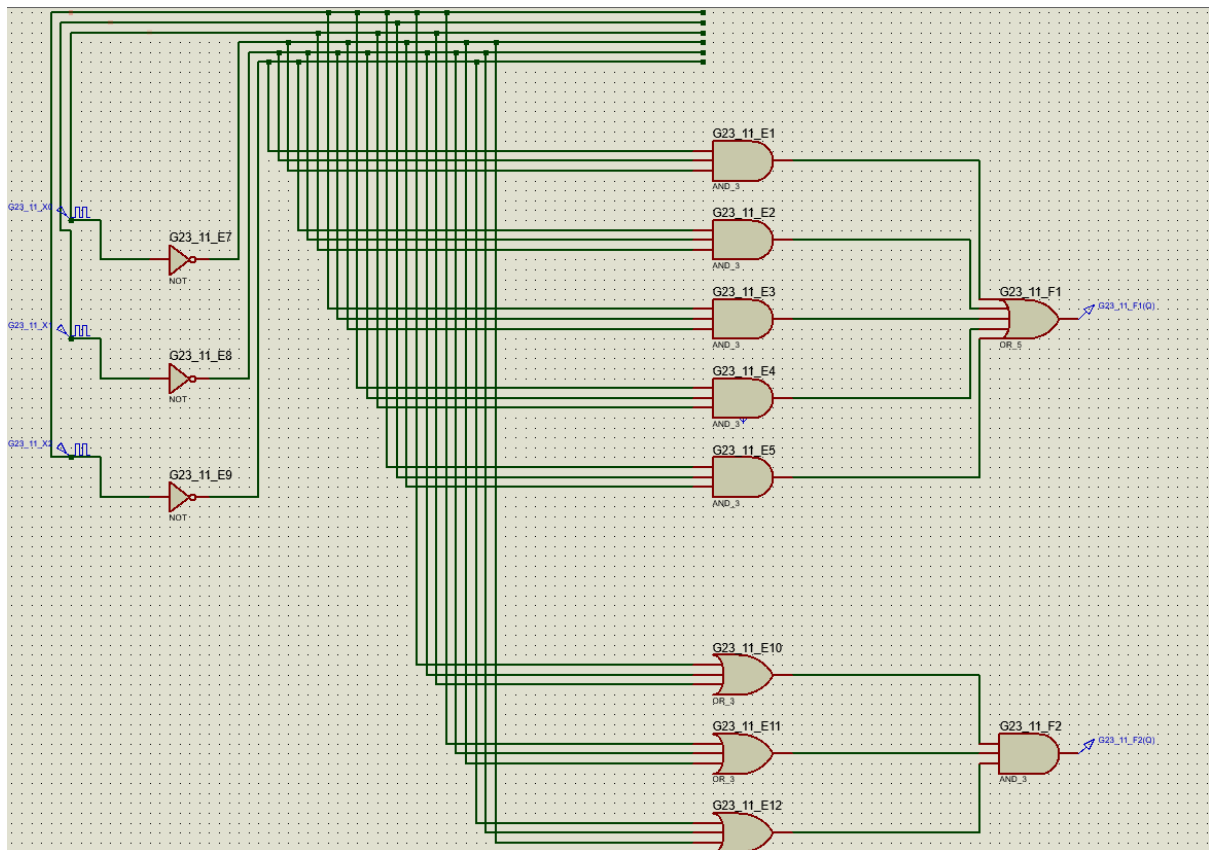 G23_11_E1
AND_3
G23_11_X0
G23_11_E2
G23_11_E7
AND_3
NOT
G23_11_E3
G23_11_F1
G23_11_F1(Q)
G23_11_X1
AND_3
OR_5
G23_11_E8
G23_11_E4
NOT
AND_3
G23_11_X2
G23_11_E5
G23_11_E9
AND_3
NOT
G23_11_E10
OR_3
G23_11_E11
G23_11_F2
G23_11_F2(Q)
OR_3
AND_3
G23_11_E12